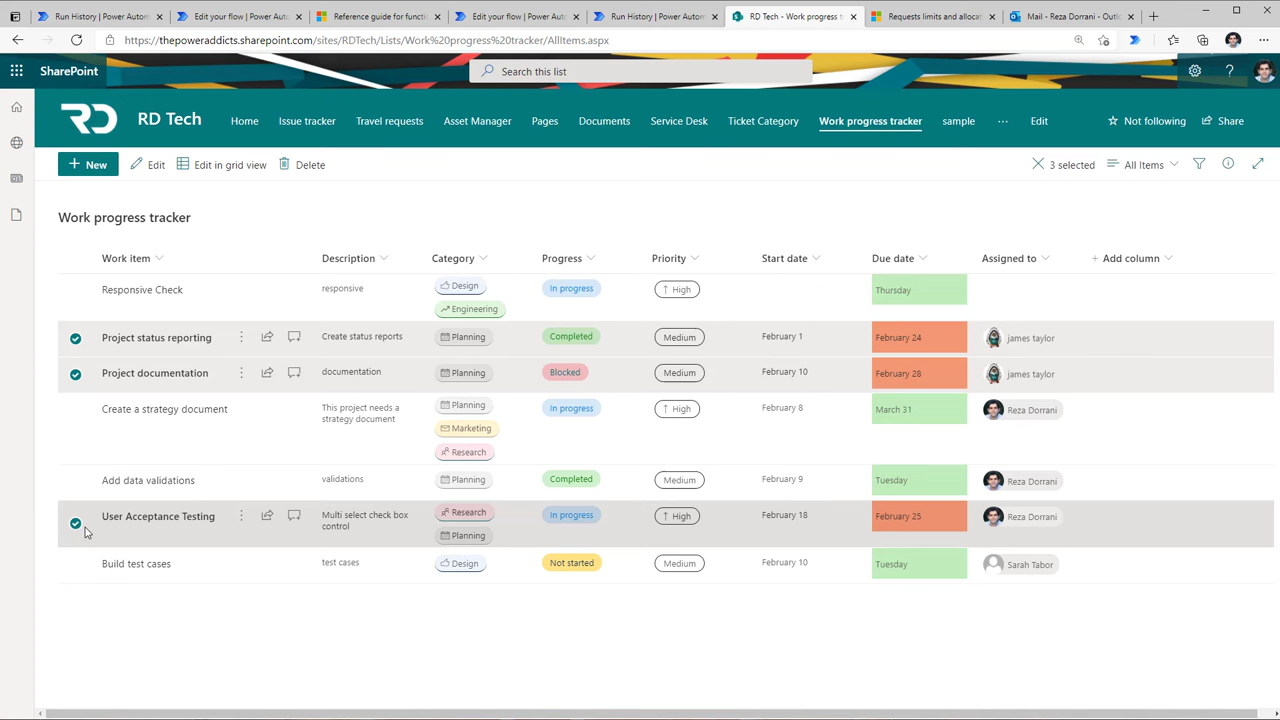 Run History | Power Autom
Edit your flow | Power Autom
Reference guide for functi
Edit your flow | Power Autom
Run History | Power Autom
RD Tech - Work progress t
Requests limits and alloca
Mail - Reza Dorrani - Outlo
https://thepoweraddicts.sharepoint.com/sites/RDTech/Lists/Work%20progress%20tracker/AllItems.aspx
SharePoint
Search this list
RD
RD Tech
Home
Issue tracker
Travel requests
Asset Manager
Pages
Documents
Service Desk
Ticket Category
Work progress tracker
sample
Edit
Not following
Share
New
Edit
Edit in grid view
Delete
3 selected
All Items
Work progress tracker
Work item
Description
Category
Progress
Priority
Start date
Due date
Assigned to
Add column
Responsive Check
responsive
Design
Engineering
In progress
High
Thursday
Project status reporting
Create status reports
Planning
Completed
Medium
February 1
February 24
james taylor
Project documentation
documentation
Planning
Blocked
Medium
February 10
February 28
james taylor
Create a strategy document
This project needs a
strategy document
Planning
Marketing
Research
In progress
High
February 8
March 31
Reza Dorrani
Add data validations
validations
Planning
Completed
Medium
February 9
Tuesday
Reza Dorrani
User Acceptance Testing
Multi select check box
control
Research
Planning
In progress
High
February 18
February 25
Reza Dorrani
Build test cases
test cases
Design
Not started
Medium
February 10
Tuesday
Sarah Tabor